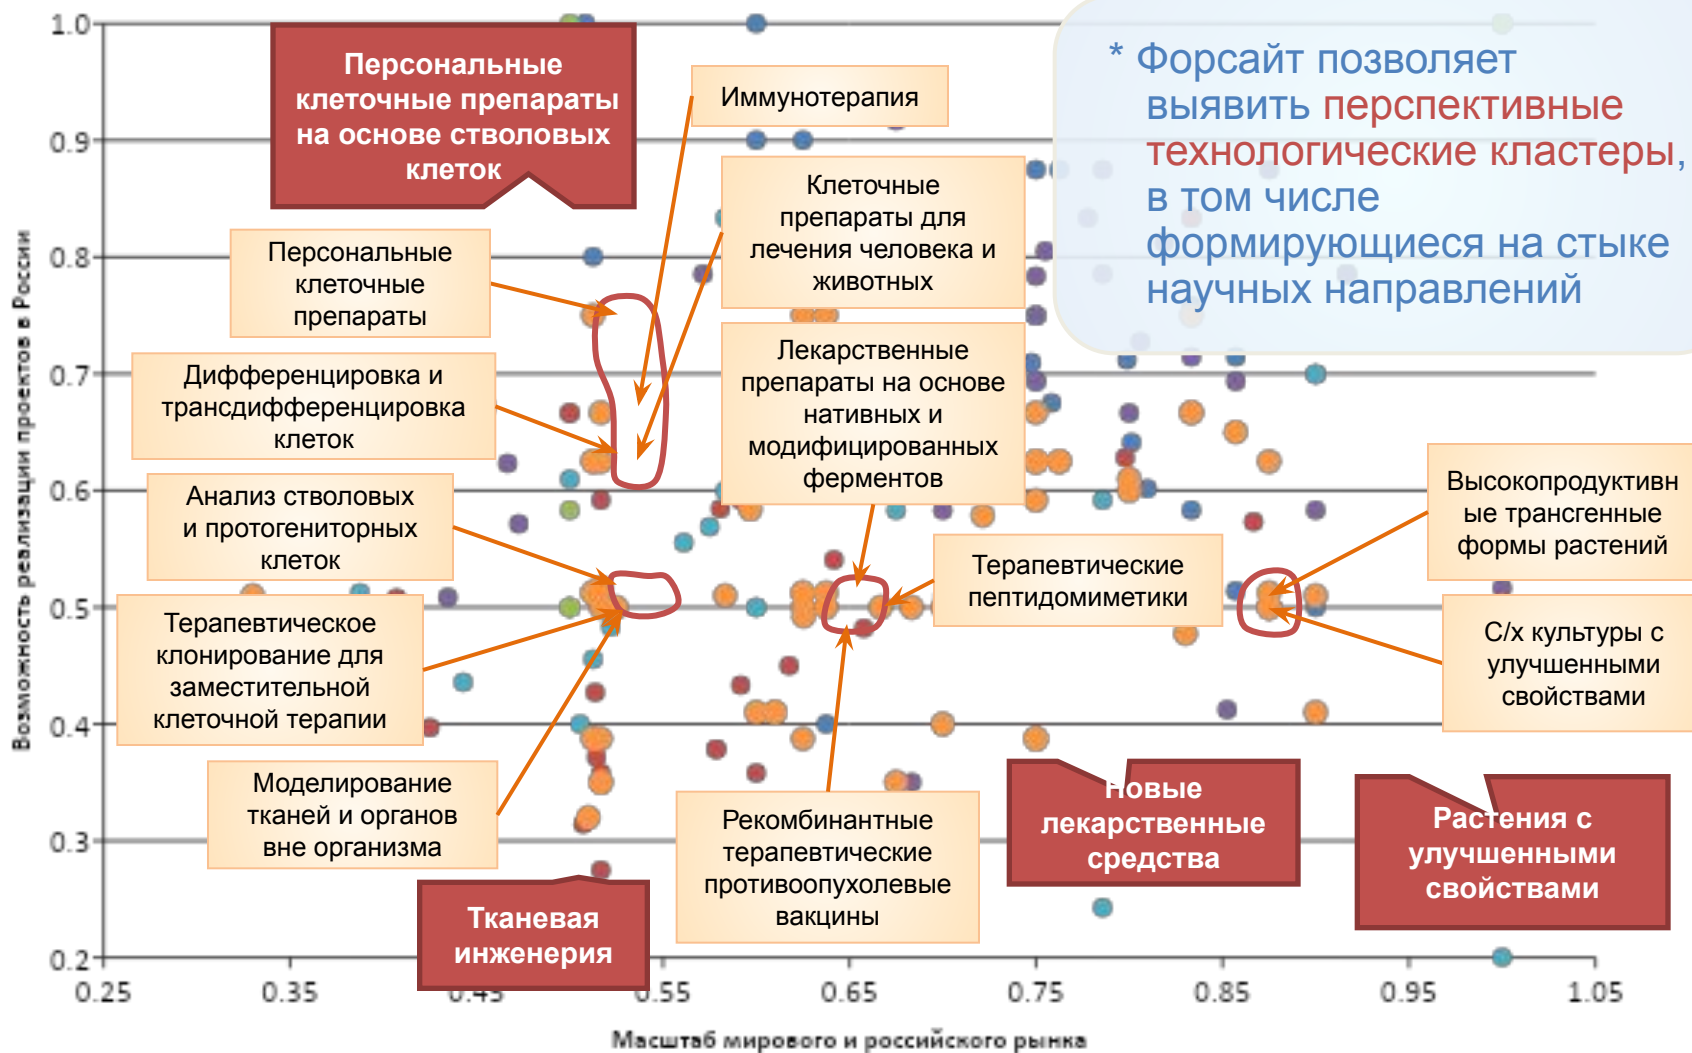 1.0
0.9
0.8
0.7
0.6
0.5
0.4
0.3
0.2
Возможность реализации проектов в России
Персональные
клеточные препараты
на основе стволовых
клеток
Иммунотерапия
* Форсайт позволяет
выявить перспективные
технологические кластеры,
в том числе
формирующиеся на стыке
научных направлений
Клеточные
препараты для
лечения человека и
животных
Персональные
клеточные
препараты
Лекарственные
препараты на основе
нативных и
модифицированных
ферментов
Дифференцировка и
трансдифференцировка
клеток
Анализ стволовых
и протогениторных
клеток
Высокопродуктивн
ые трансгенные
формы растений
Терапевтические
пептидомиметики
Терапевтическое
клонирование для
заместительной
клеточной терапии
С/х культуры с
улучшенными
свойствами
Моделирование
тканей и органов
вне организма
Рекомбинантные
терапевтические
противоопухолевые
вакцины
Новые
лекарственные
средства
Растения с
улучшенными
свойствами
Тканевая
инженерия
0.25 0.35 0.45 0.55 0.65 0.75 0.85 0.95 1.05
Масштаб мирового и российского рынка